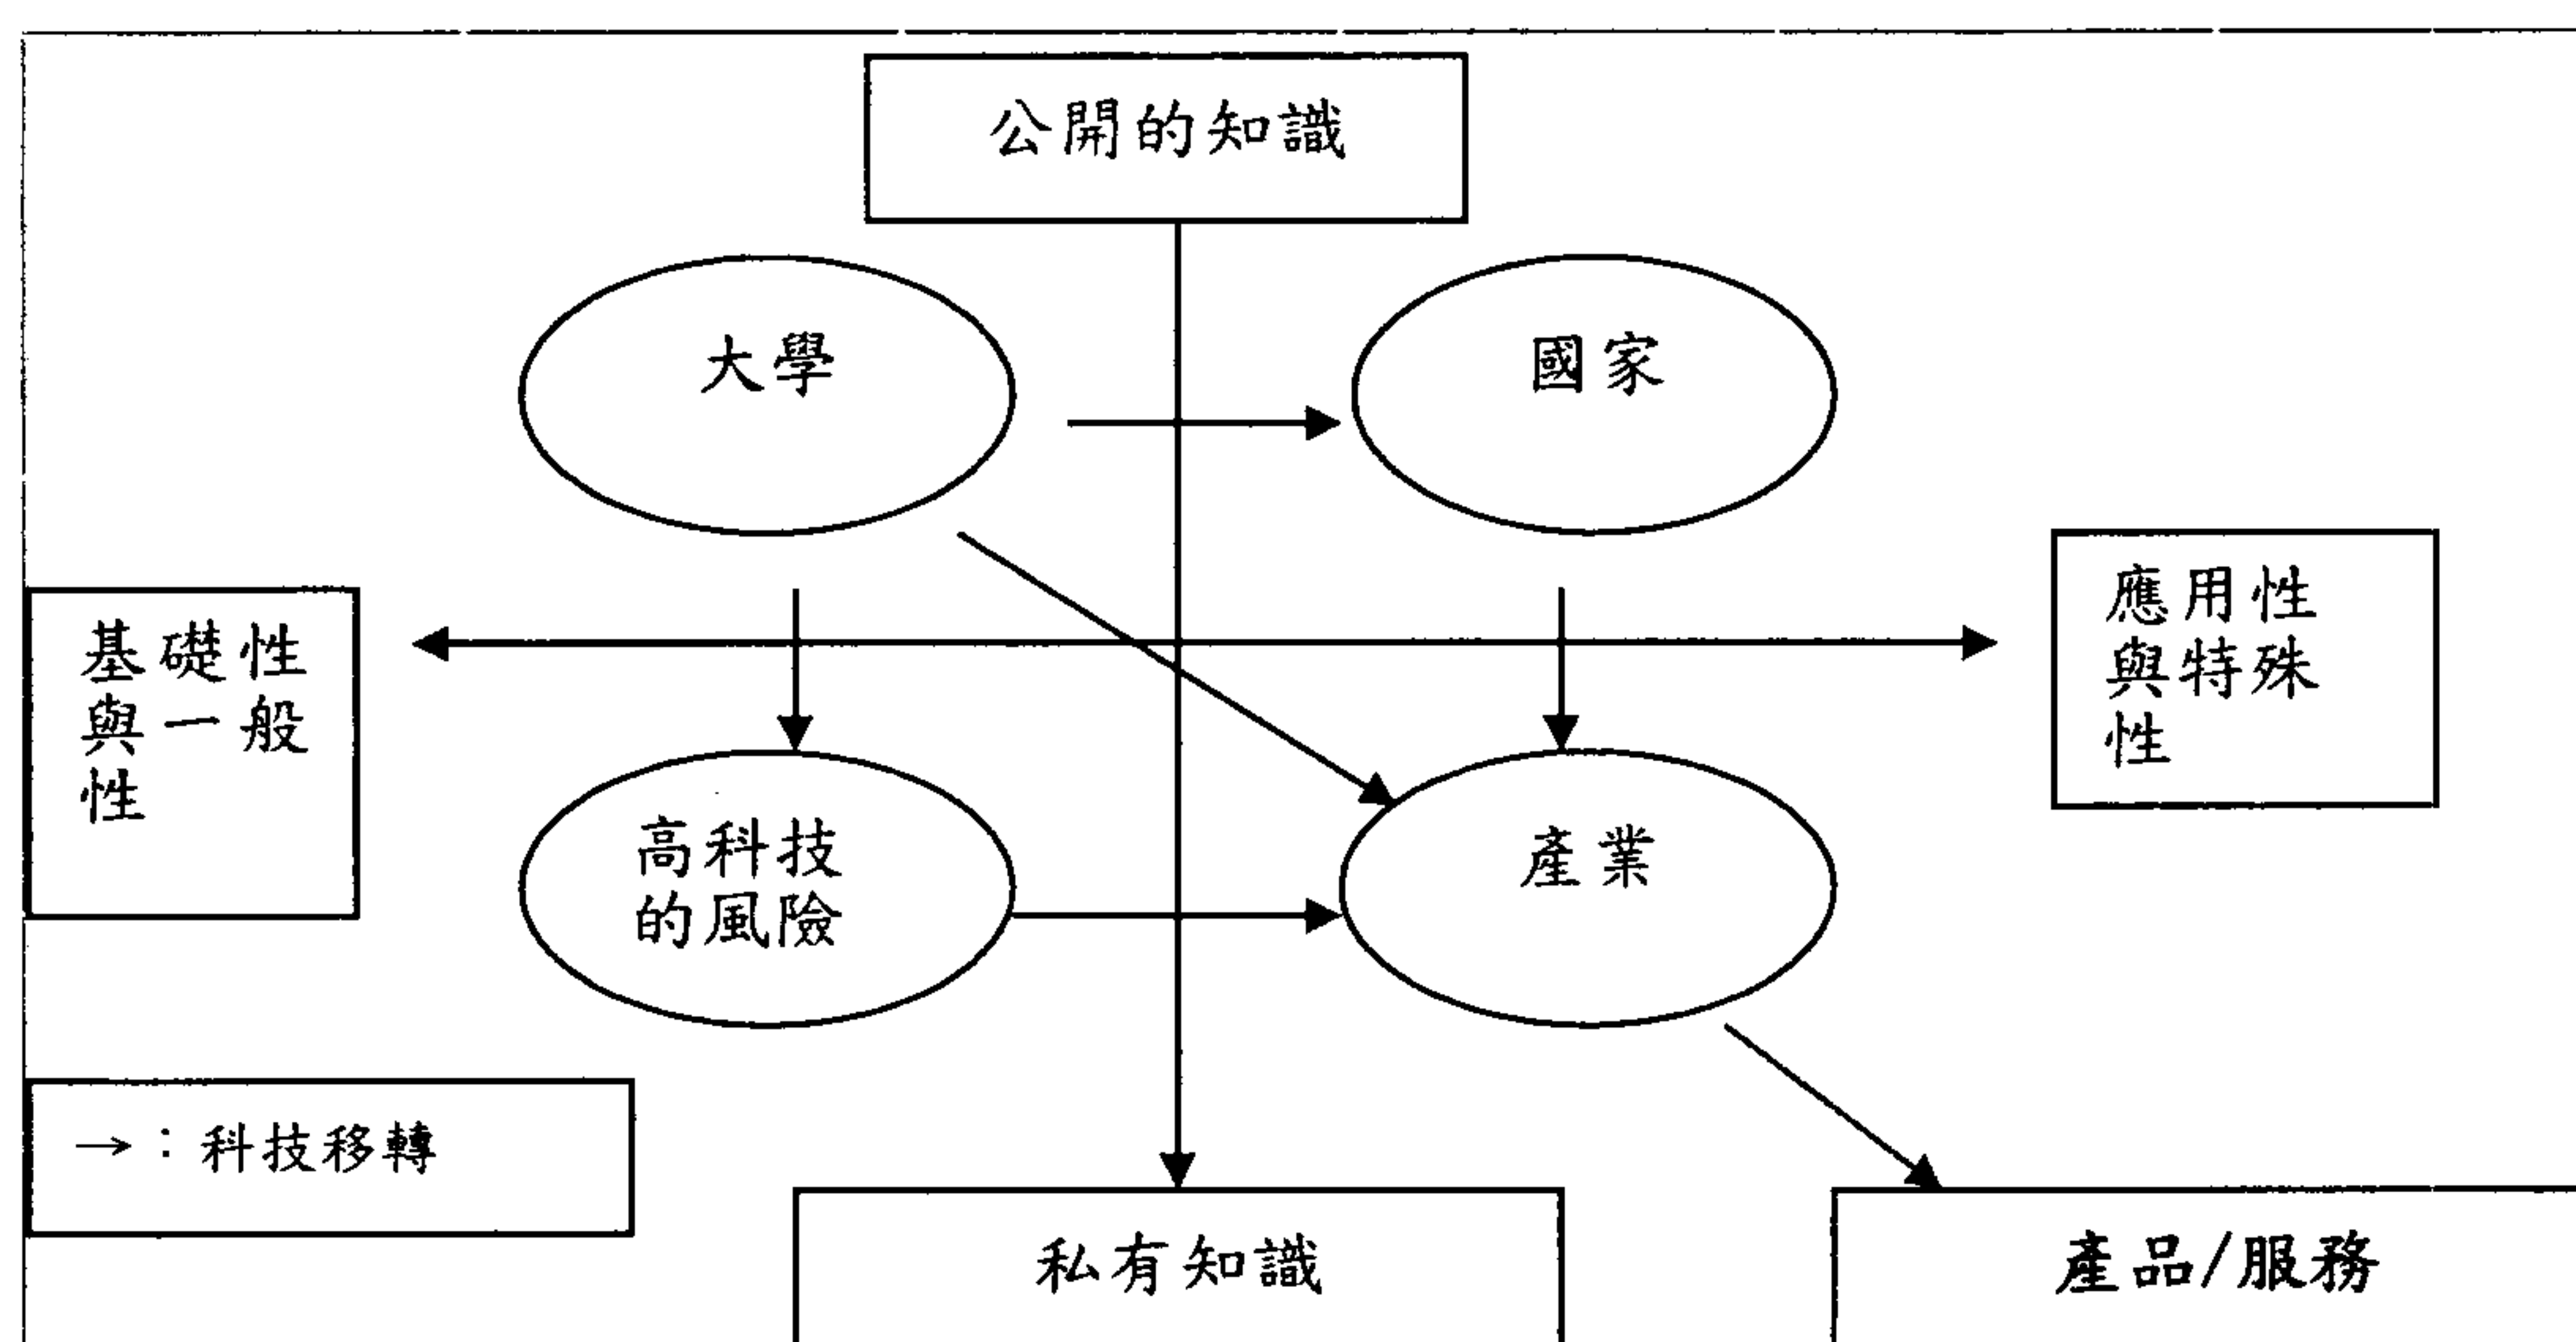 公開的知識
大學
國家
基礎性
與一般
性
應用性
與特殊
性
高科技
的風險
產業
→：科技移轉
私有知識
產品/服務